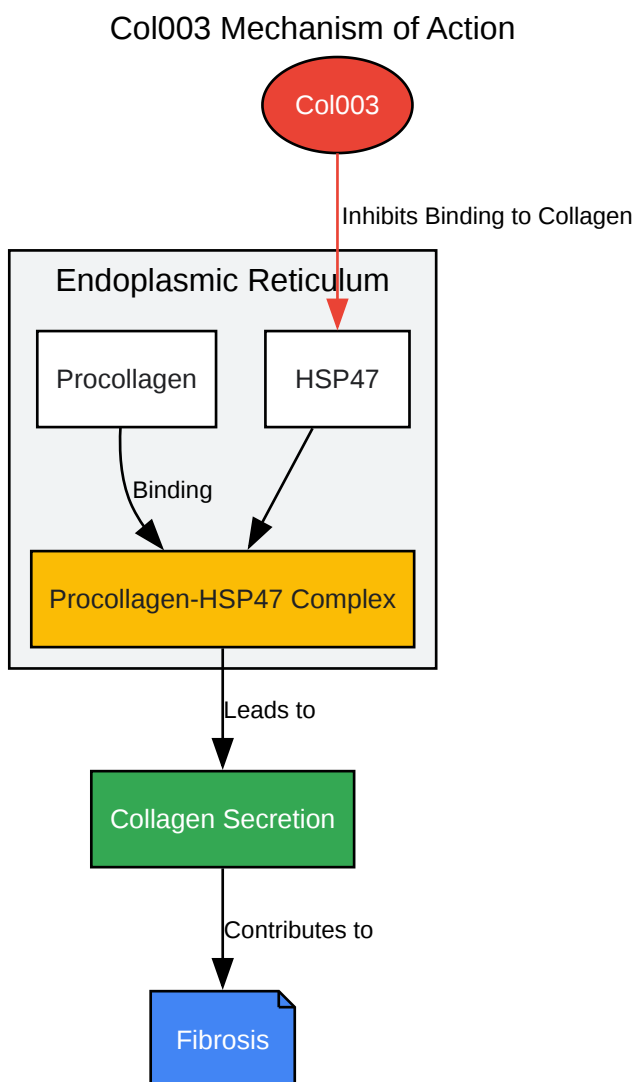 Col003 Mechanism of Action
Col003
Inhibits Binding to Collagen
Endoplasmic Reticulum
Procollagen
HSP47
Binding
Procollagen-HSP47 Complex
Leads to
Collagen Secretion
Contributes to
Fibrosis